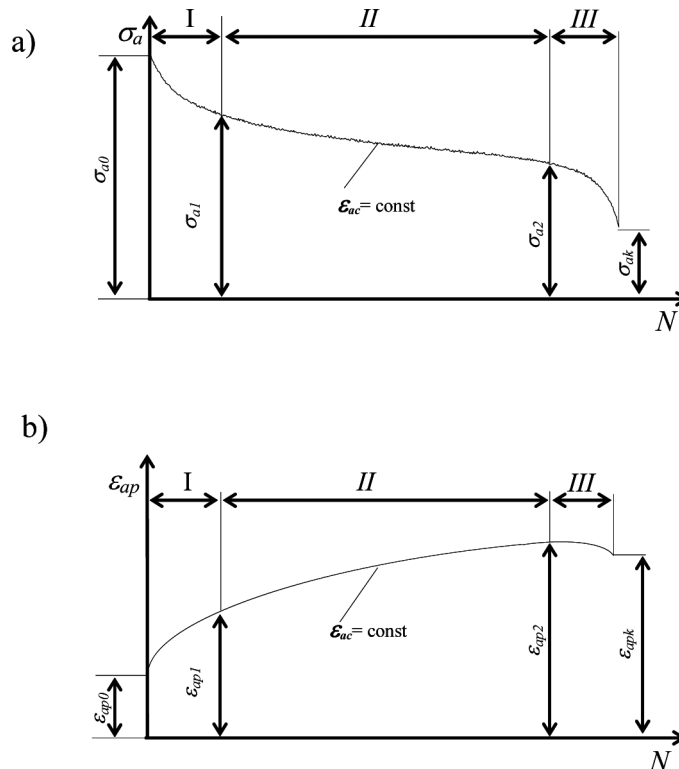 a)
σa
I
II
III
σa0
σa1
εac= const
σa2
σak
N
b)
εap
I
II
III
εap0
εap1
εac= const
εap2
εapk
N